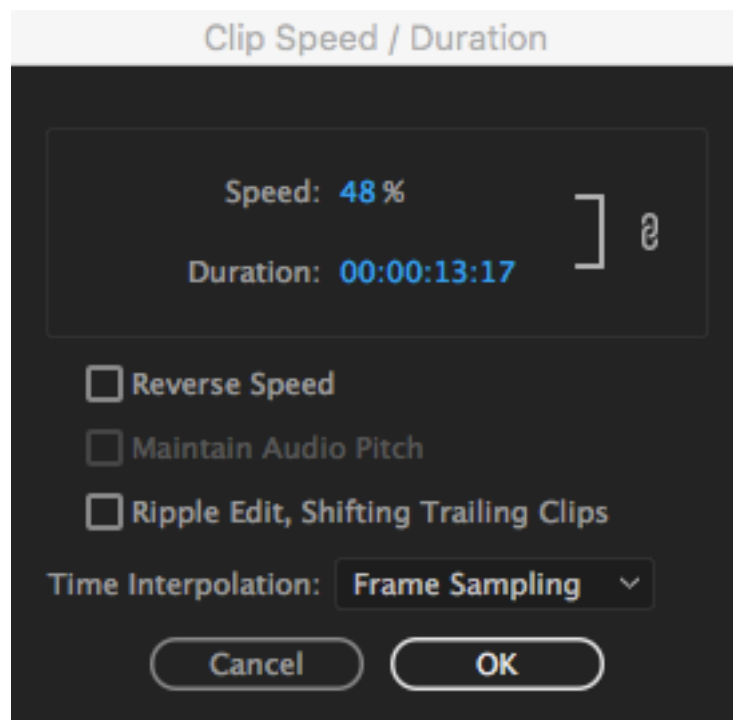 Clip Speed / Duration
Speed: 48 %
Duration: 00:00:13:17
Reverse Speed
Maintain Audio Pitch
Ripple Edit, Shifting Trailing Clips
Time Interpolation: Frame Sampling
Cancel OK